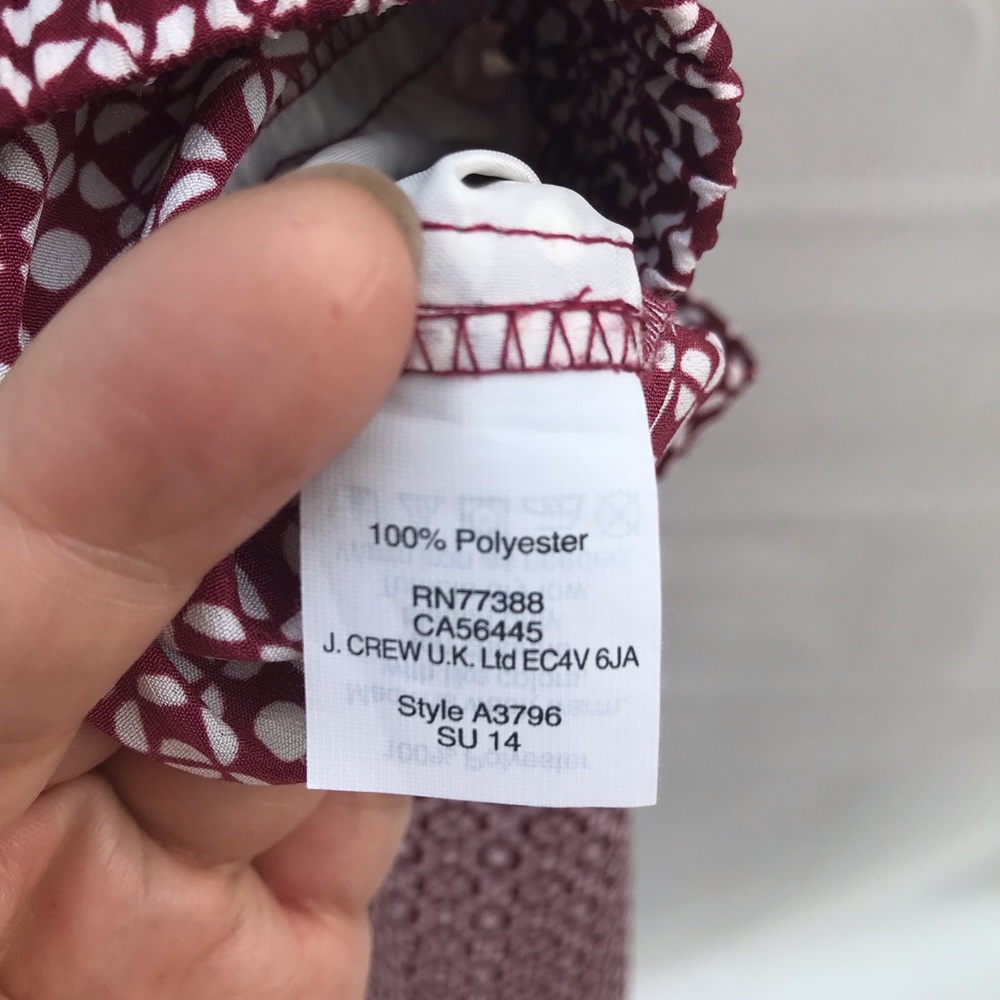 100% Polyester
RN77388
CA56445
J. CREW U.K. Ltd EC4V 6JA
Style A3796
SU 14